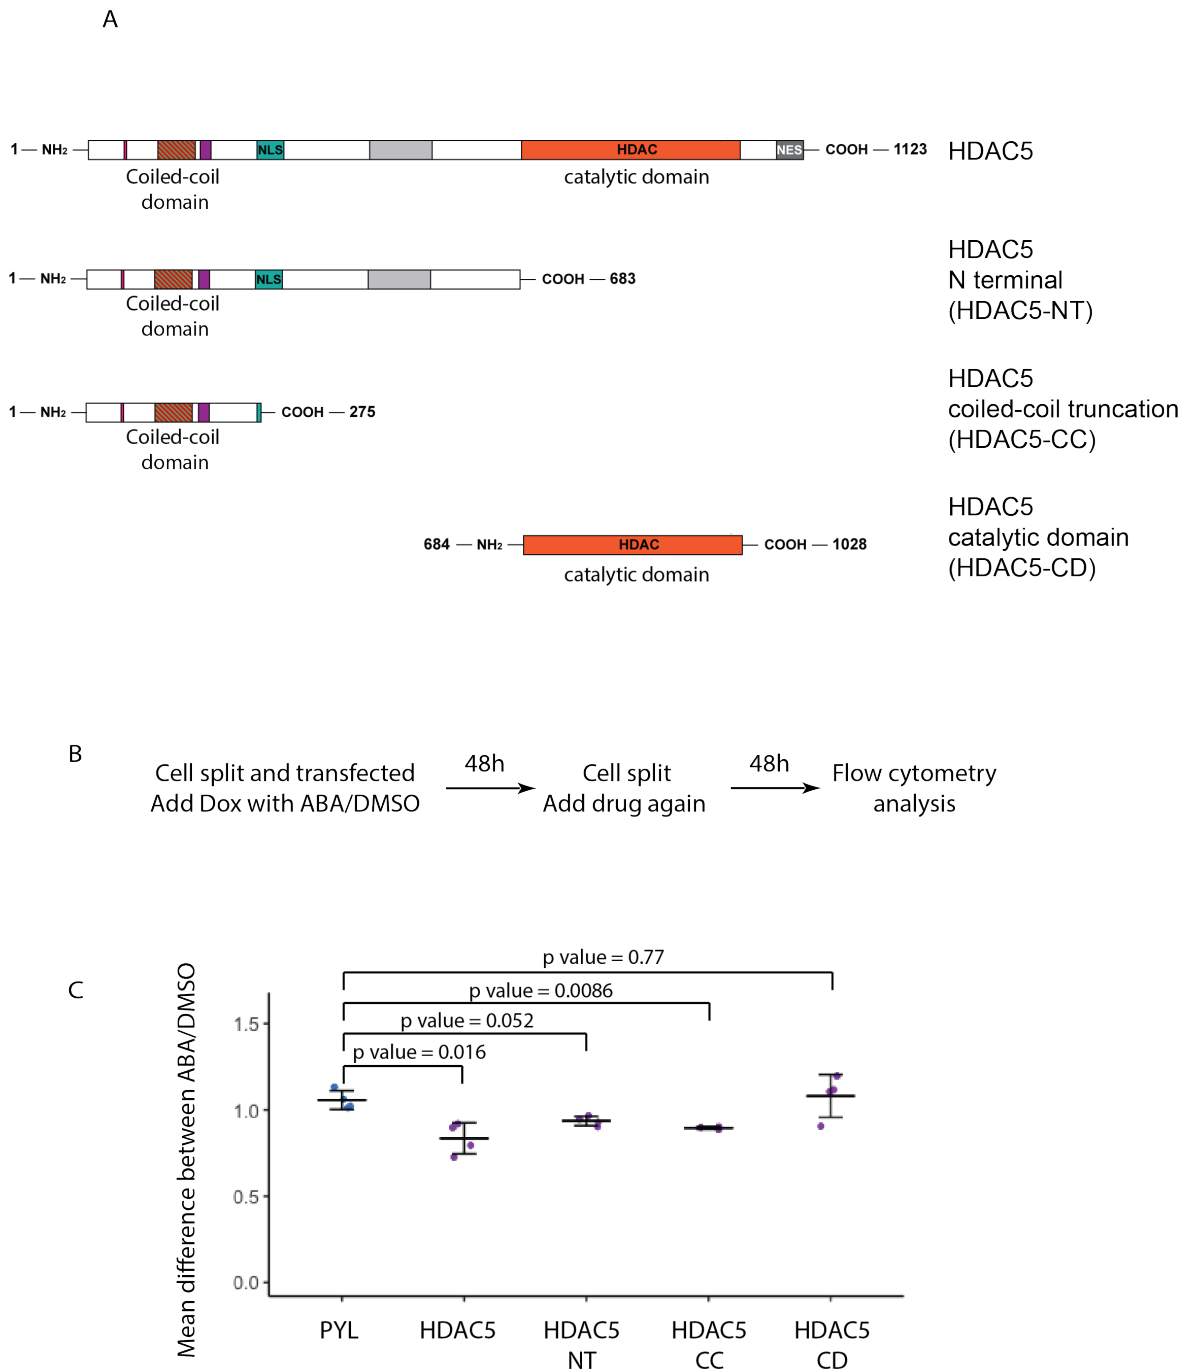 A
1 — NH2 — NLS HDAC NES — COOH — 1123 HDAC5
Coiled-coil
domain
catalytic domain
1 — NH2 — NLS — COOH — 683
Coiled-coil
domain
HDAC5
N terminal
(HDAC5-NT)
1 — NH2 — COOH — 275
Coiled-coil
domain
HDAC5
coiled-coil truncation
(HDAC5-CC)
684 — NH2 — HDAC — COOH — 1028
catalytic domain
HDAC5
catalytic domain
(HDAC5-CD)
B
Cell split and transfected
Add Dox with ABA/DMSO
48h
Cell split
Add drug again
48h
Flow cytometry
analysis
C
Mean difference between ABA/DMSO
p value = 0.77
p value = 0.0086
p value = 0.052
p value = 0.016
1.5
1.0
0.5
0.0
PYL
HDAC5
HDAC5
NT
HDAC5
CC
HDAC5
CD